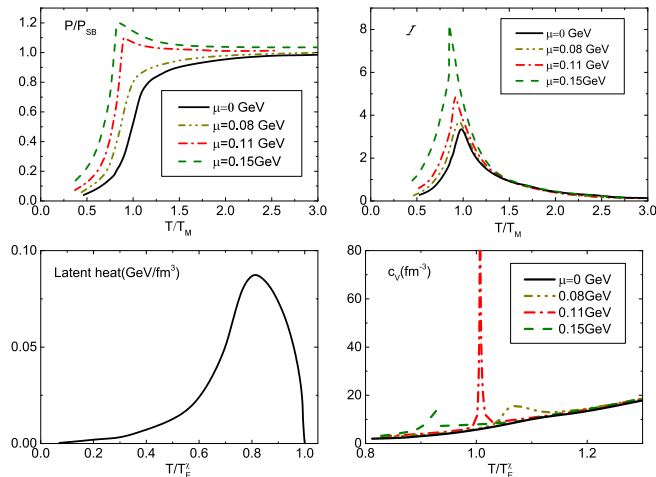 P/P_SB
1.2
1.0
0.8
0.6
0.4
0.2
0.0
μ=0 GeV
μ=0.08 GeV
μ=0.11 GeV
μ=0.15GeV
0.0 0.5 1.0 1.5 2.0 2.5 3.0
T/T_M
ℐ
8
6
4
2
μ=0 GeV
μ=0.08 GeV
μ=0.11 GeV
μ=0.15GeV
0.0 0.5 1.0 1.5 2.0 2.5 3.0
T/T_M
Latent heat(GeV/fm³)
0.10
0.05
0.00
0.0 0.2 0.4 0.6 0.8 1.0
T/T_E^χ
c_V(fm⁻³)
80
60
40
20
0
μ=0 GeV
0.08GeV
0.11 GeV
0.15GeV
0.8 1.0 1.2
T/T_E^χ